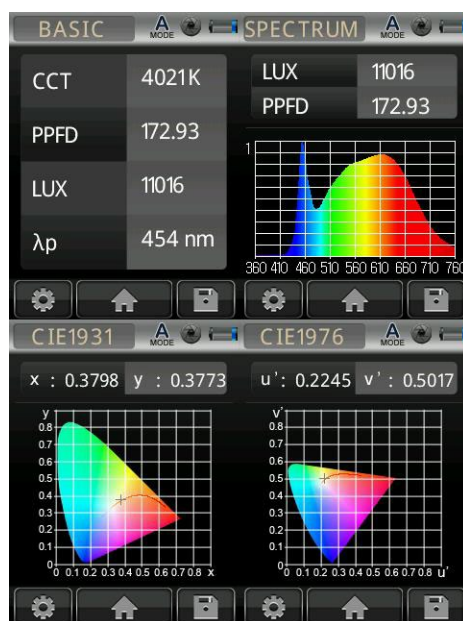 BASIC
A
MODE
CCT 4021K
PPFD 172.93
LUX 11016
λp 454 nm
SPECTRUM
A
MODE
LUX 11016
PPFD 172.93
1
360 410 460 510 560 610 660 710 760
CIE1931
A
MODE
x : 0.3798 y : 0.3773
y
0.8
0.7
0.6
0.5
0.4
0.3
0.2
0.1
0 0.1 0.2 0.3 0.4 0.5 0.6 0.7 0.8 x
CIE1976
A
MODE
u': 0.2245 v' : 0.5017
v'
0.8
0.7
0.6
0.5
0.4
0.3
0.2
0.1
0 0.1 0.2 0.3 0.4 0.5 0.6 0.7 0.8 u'